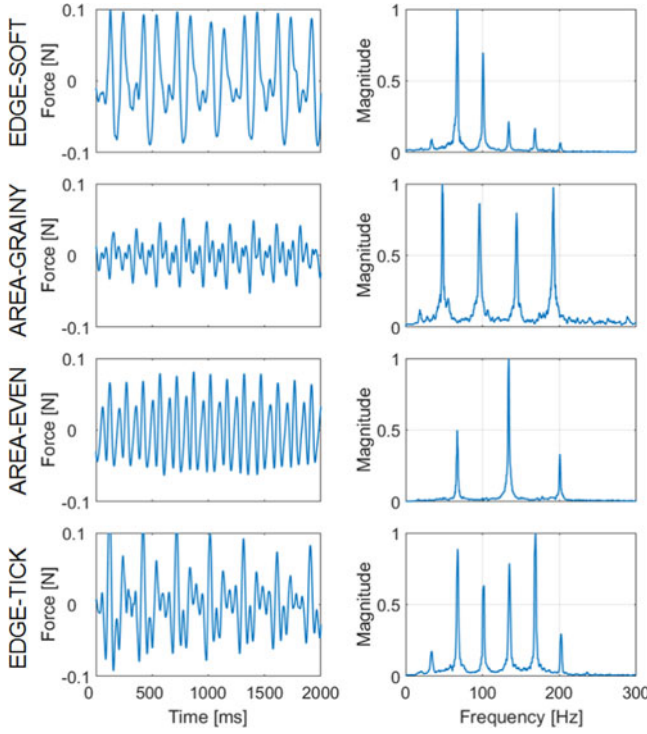 EDGE-SOFT
Force [N]
0.1
0
-0.1
Magnitude
1
0.5
0
AREA-GRAINY
Force [N]
0.1
0
-0.1
Magnitude
1
0.5
0
AREA-EVEN
Force [N]
0.1
0
-0.1
Magnitude
1
0.5
0
EDGE-TICK
Force [N]
0.1
0
-0.1
0 500 1000 1500 2000
Time [ms]
Magnitude
1
0.5
0
0 100 200 300
Frequency [Hz]